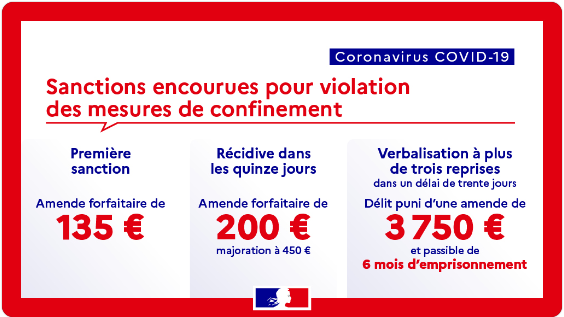 Coronavirus COVID-19
Sanctions encourues pour violation
des mesures de confinement
Première
sanction
Amende forfaitaire de
135 €
Récidive dans
les quinze jours
Amende forfaitaire de
200 €
majoration à 450 €
Verbalisation à plus
de trois reprises
dans un délai de trente jours
Délit puni d’une amende de
3 750 €
et passible de
6 mois d’emprisonnement